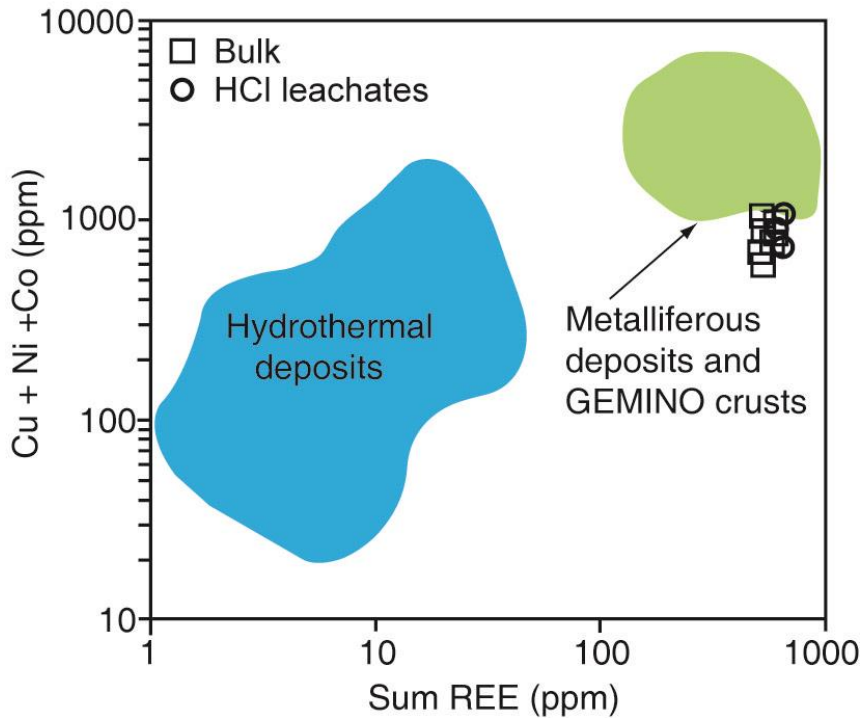 10000
1000
100
10
Cu + Ni +Co (ppm)
Bulk
HCl leachates
Hydrothermal
deposits
Metalliferous
deposits and
GEMINO crusts
1
10
100
1000
Sum REE (ppm)